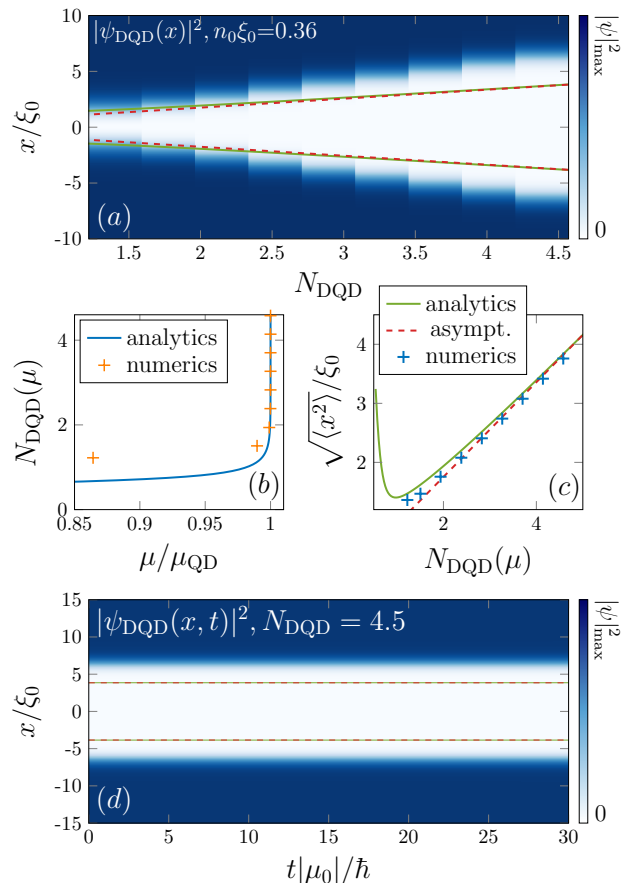 10
5
0
-5
-10
x/ξ₀
|ψ_DQD(x)|², n₀ξ₀=0.36
(a)
|ψ|²_max
0
1.5 2 2.5 3 3.5 4 4.5
N_DQD
4
2
0
N_DQD(μ)
analytics
numerics
(b)
0.85 0.9 0.95 1
μ/μ_QD
analytics
asympt.
numerics
4
3
2
√⟨x²⟩/ξ₀
(c)
2 4
N_DQD(μ)
15
10
5
0
-5
-10
-15
x/ξ₀
|ψ_DQD(x, t)|², N_DQD = 4.5
(d)
|ψ|²_max
0
0 5 10 15 20 25 30
t|μ₀|/ℏ